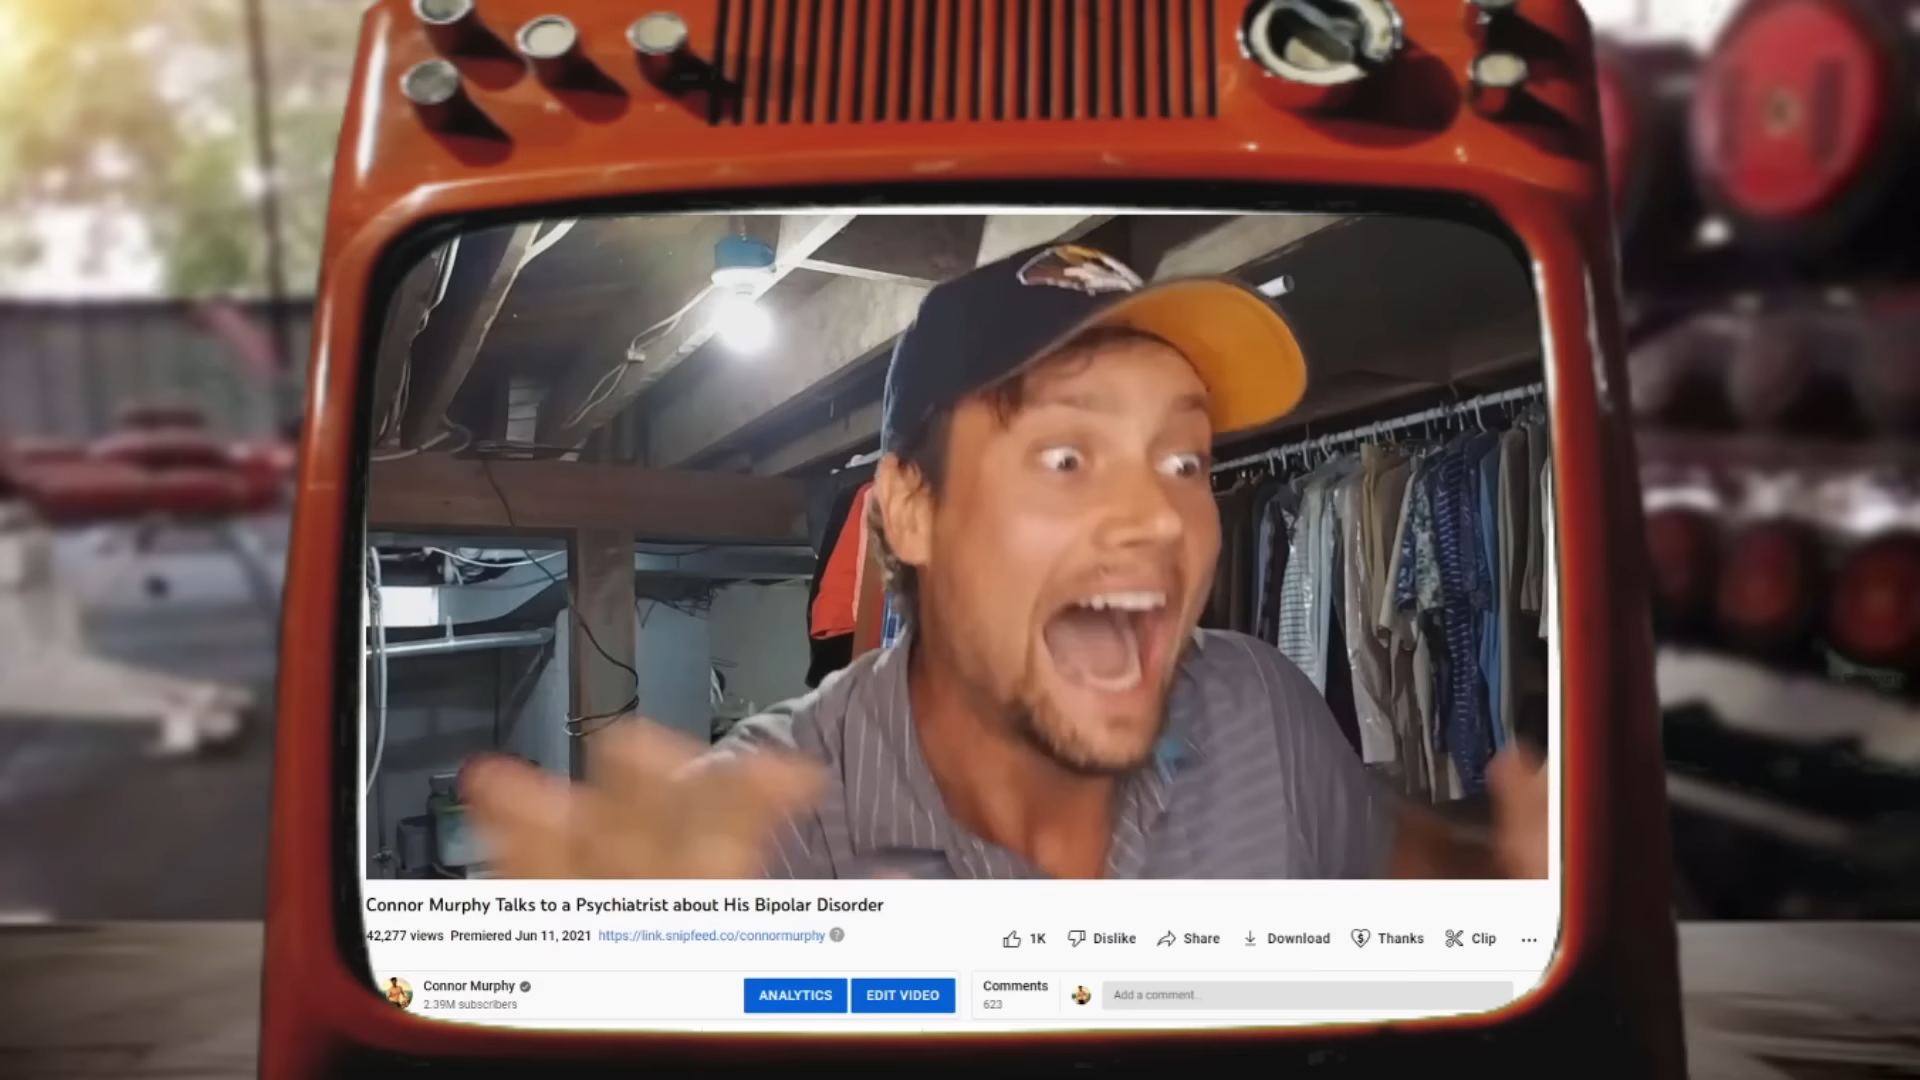 Connor Murphy Talks to a Psychiatrist about His Bipolar Disorder
42,277 views Premiered Jun 11, 2021 https://link.snipfeed.co/connormurphy ?
1K Dislike Share Download Thanks Clip ...
Connor Murphy
2.39M subscribers
ANALYTICS
EDIT VIDEO
Comments
623
Add a comment...